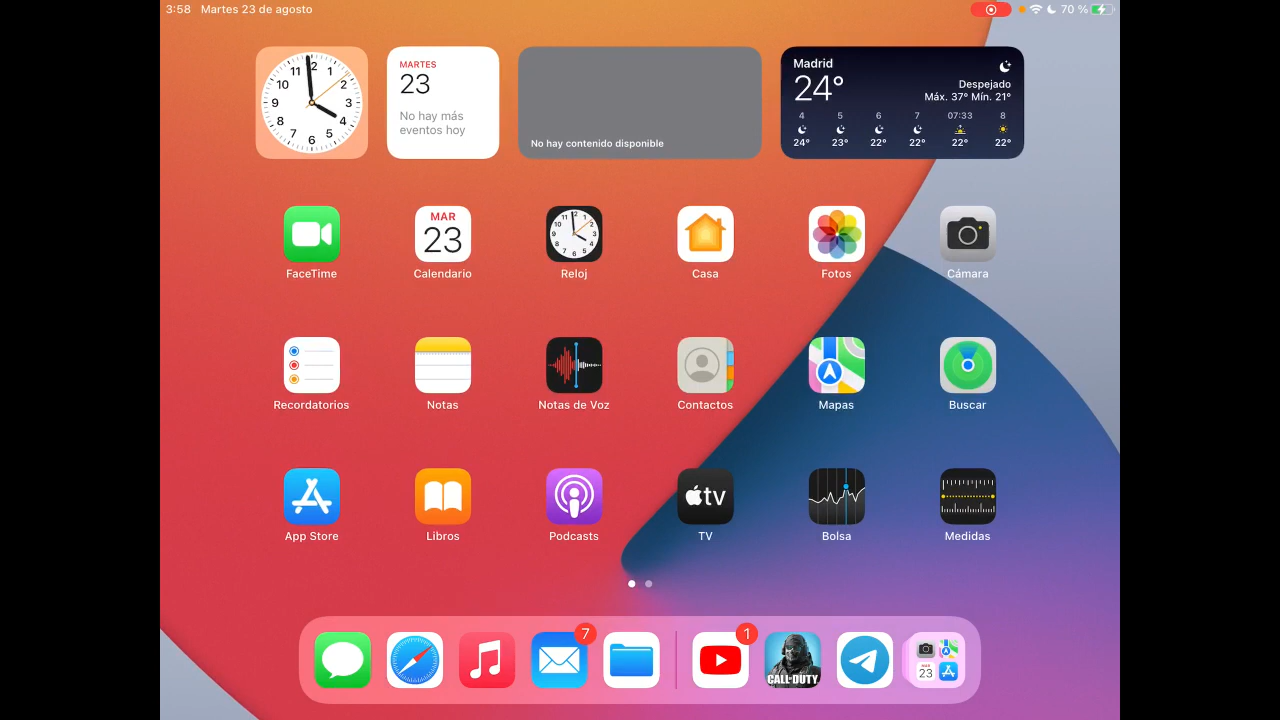 3:58 Martes 23 de agosto
70 %
11 12 1
10 2
9 3
8 4
7 6 5
MARTES
23
No hay más
eventos hoy
No hay contenido disponible
Madrid
24°
Despejado
Máx. 37° Mín. 21°
4 5 6 7 07:33 8
24° 23° 22° 22° 22° 22°
MAR
23
FaceTime Calendario Reloj Casa Fotos Cámara
Recordatorios Notas Notas de Voz Contactos Mapas Buscar
tv
App Store Libros Podcasts TV Bolsa Medidas
7 1
CALL OF DUTY
23